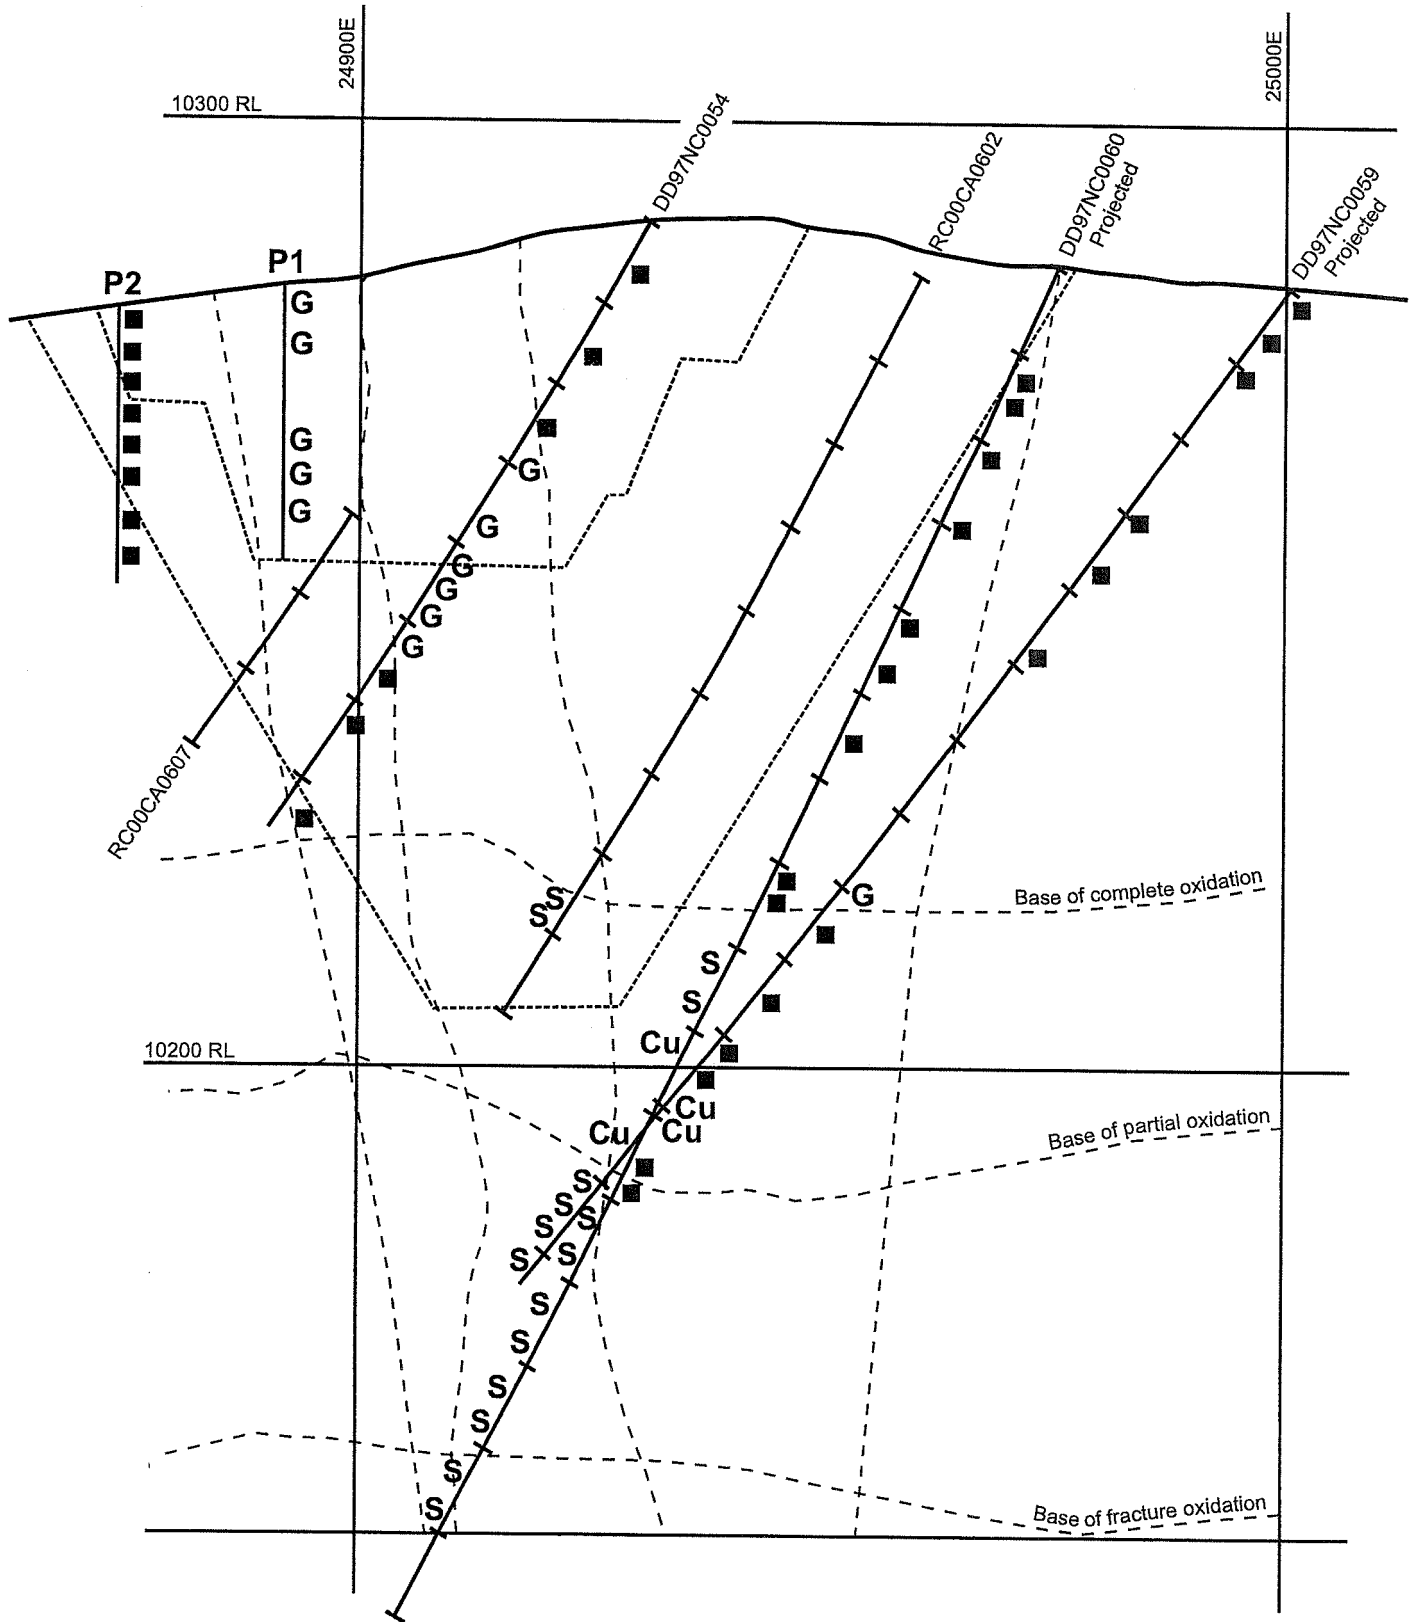 24900E
25000E
10300 RL
DD97NC0054
RC00CA0602
DD97NC0060
Projected
DD97NC0059
Projected
P2
P1
G
G
G
G
G
G
G
G
G
G
G
RC00CA0607
G
S
S
Base of complete oxidation
S
S
Cu
10200 RL
Cu
Cu
Cu
Base of partial oxidation
S
S
S
S
S
S
S
S
S
S
S
S
Base of fracture oxidation